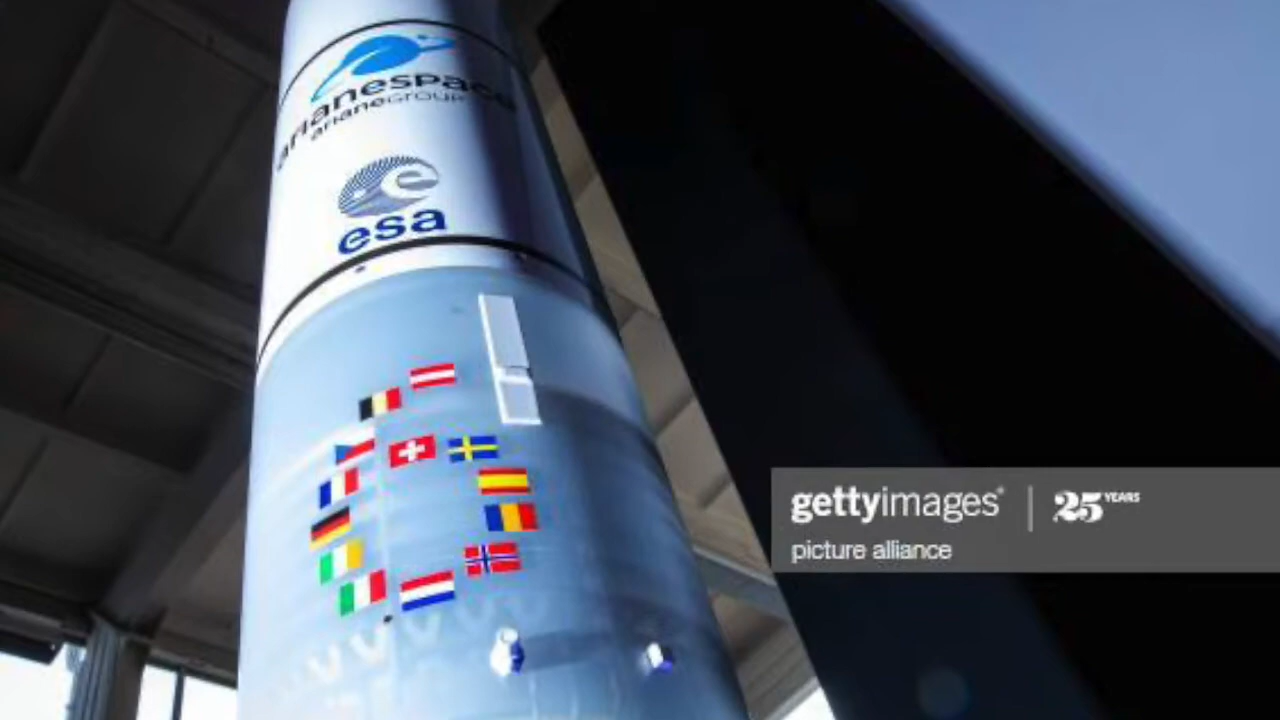 arianespace
arianeGROUP
esa
gettyimages®
25 YEARS
picture alliance